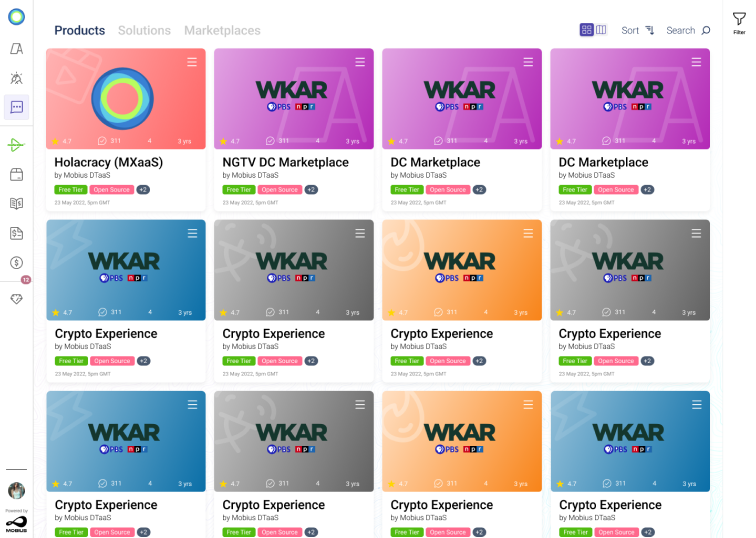 Products Solutions Marketplaces Sort Search
Filter
4.7 311 4 3 yrs
Holacracy (MXaaS)
by Mobius DTaaS
Free Tier Open Source +2
23 May 2022, 5pm GMT
WKAR
PBS npr
4.7 311 4 3 yrs
NGTV DC Marketplace
by Mobius DTaaS
Free Tier Open Source +2
23 May 2022, 5pm GMT
WKAR
PBS npr
4.7 311 4 3 yrs
DC Marketplace
by Mobius DTaaS
Free Tier Open Source +2
23 May 2022, 5pm GMT
WKAR
PBS npr
4.7 311 4 3 yrs
DC Marketplace
by Mobius DTaaS
Free Tier Open Source +2
23 May 2022, 5pm GMT
WKAR
PBS npr
4.7 311 4 3 yrs
Crypto Experience
by Mobius DTaaS
Free Tier Open Source +2
23 May 2022, 5pm GMT
WKAR
PBS npr
4.7 311 4 3 yrs
Crypto Experience
by Mobius DTaaS
Free Tier Open Source +2
23 May 2022, 5pm GMT
WKAR
PBS npr
4.7 311 4 3 yrs
Crypto Experience
by Mobius DTaaS
Free Tier Open Source +2
23 May 2022, 5pm GMT
WKAR
PBS npr
4.7 311 4 3 yrs
Crypto Experience
by Mobius DTaaS
Free Tier Open Source +2
23 May 2022, 5pm GMT
WKAR
PBS npr
4.7 311 4 3 yrs
Crypto Experience
by Mobius DTaaS
Free Tier Open Source +2
WKAR
PBS npr
4.7 311 4 3 yrs
Crypto Experience
by Mobius DTaaS
Free Tier Open Source +2
WKAR
PBS npr
4.7 311 4 3 yrs
Crypto Experience
by Mobius DTaaS
Free Tier Open Source +2
WKAR
PBS npr
4.7 311 4 3 yrs
Crypto Experience
by Mobius DTaaS
Free Tier Open Source +2
12
Powered by
MOBIUS